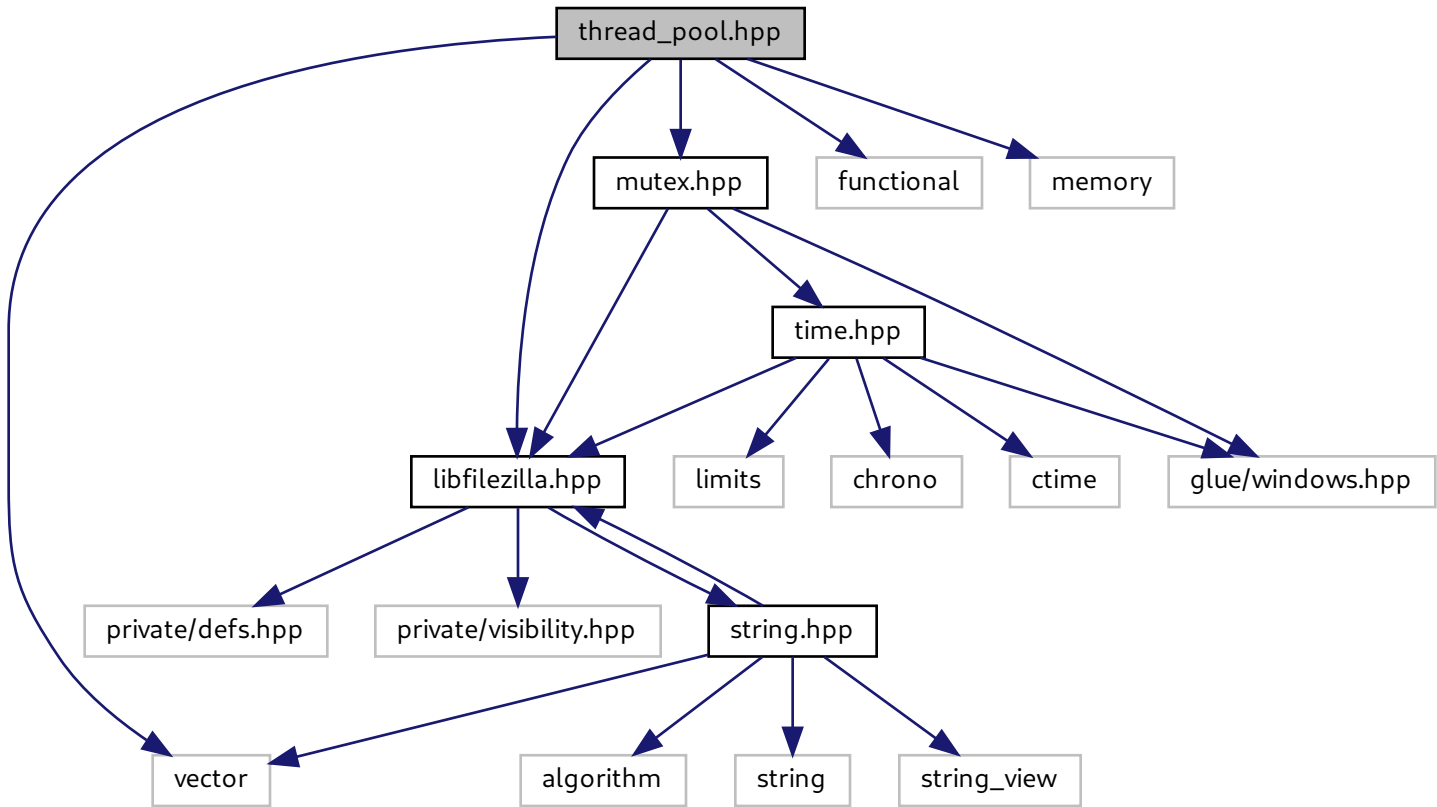 thread_pool.hpp
mutex.hpp
functional
memory
time.hpp
libfilezilla.hpp
limits
chrono
ctime
glue/windows.hpp
private/defs.hpp
private/visibility.hpp
string.hpp
vector
algorithm
string
string_view